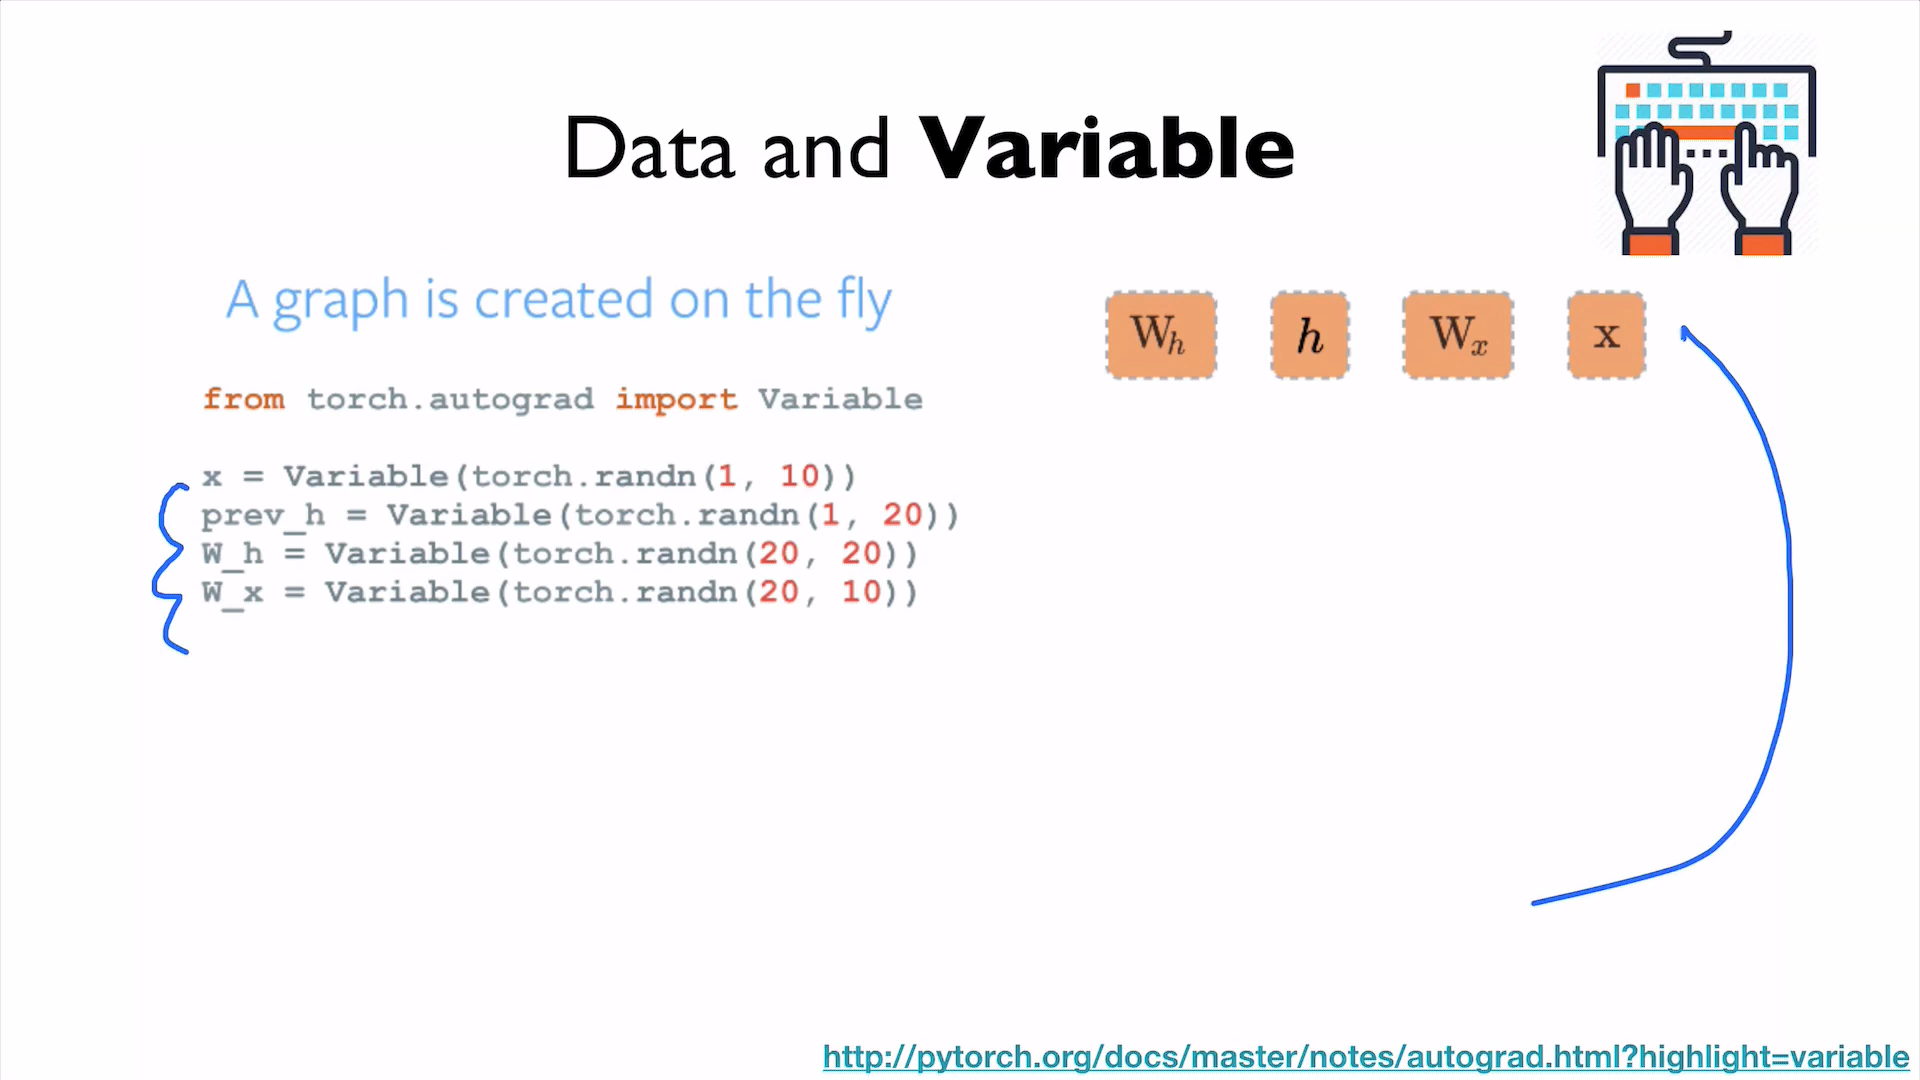 Data and Variable
A graph is created on the fly
from torch.autograd import Variable
x = Variable(torch.randn(1, 10))
prev_h = Variable(torch.randn(1, 20))
W_h = Variable(torch.randn(20, 20))
W_x = Variable(torch.randn(20, 10))
W_h h W_x x
http://pytorch.org/docs/master/notes/autograd.html?highlight=variable